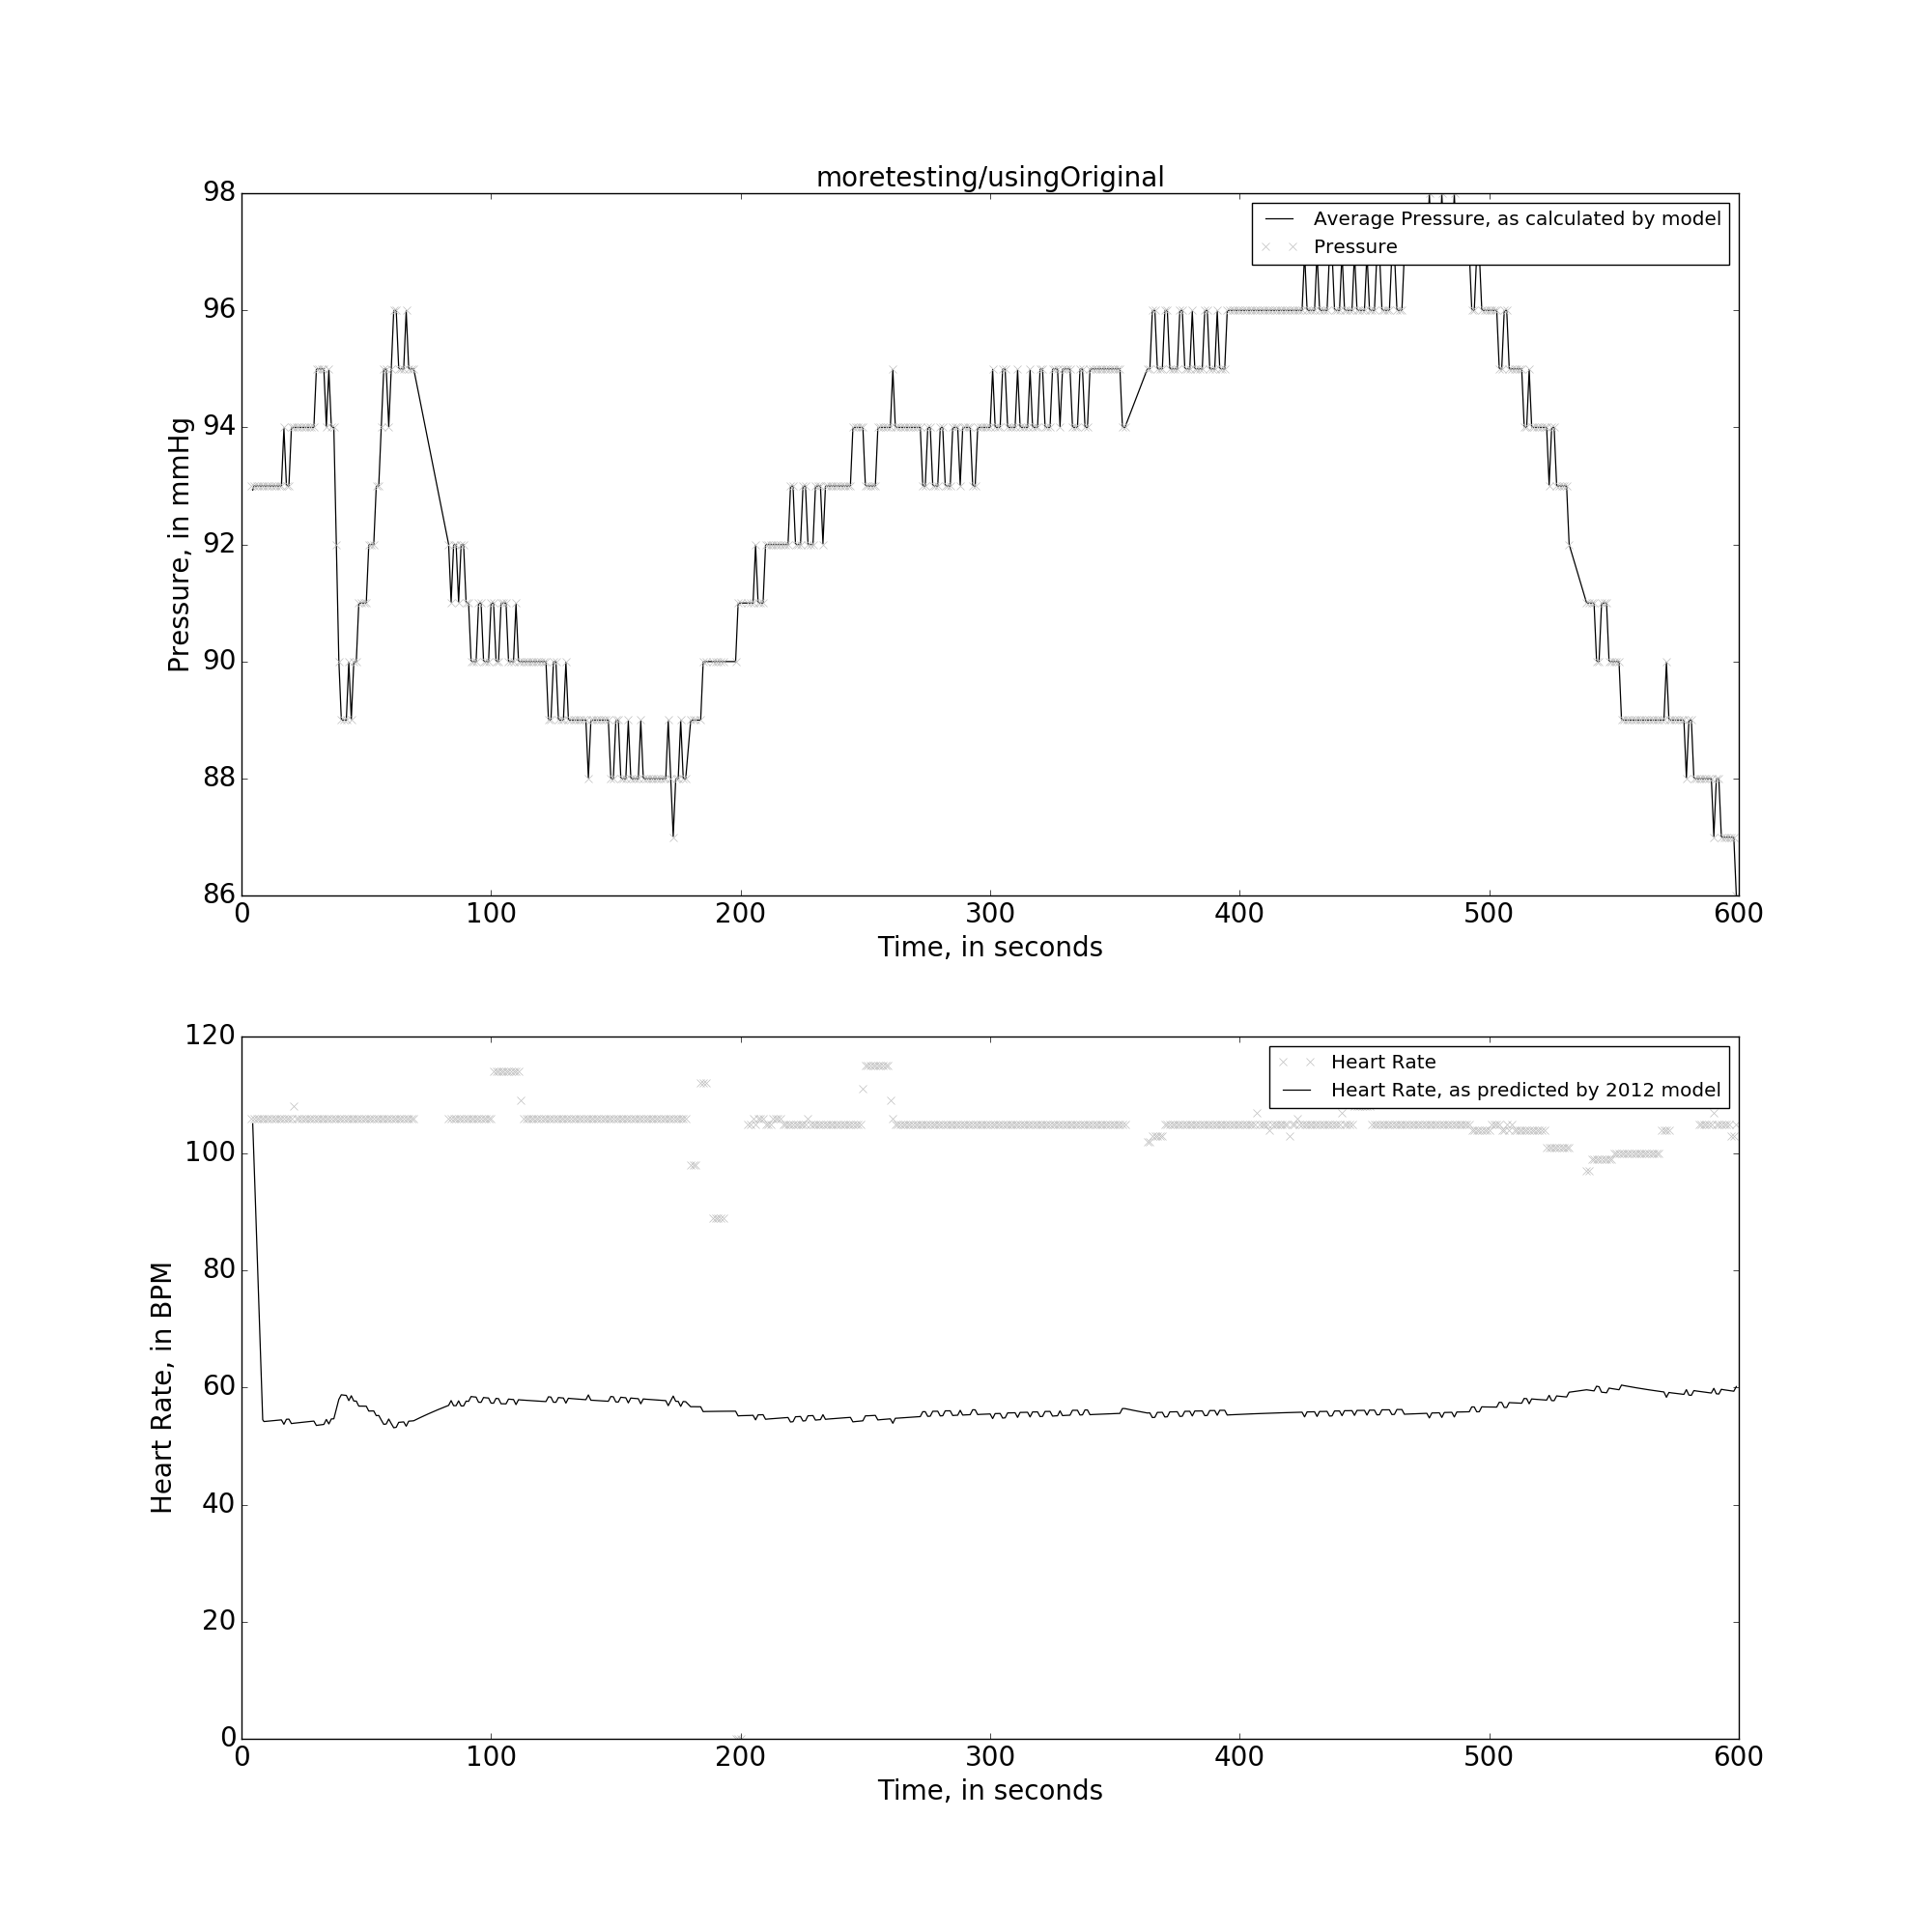 moretesting/usingOriginal
98
96
94
92
90
88
86
Pressure, in mmHg
Average Pressure, as calculated by model
Pressure
0 100 200 300 400 500 600
Time, in seconds
120
100
80
60
40
20
0
Heart Rate, in BPM
Heart Rate
Heart Rate, as predicted by 2012 model
0 100 200 300 400 500 600
Time, in seconds